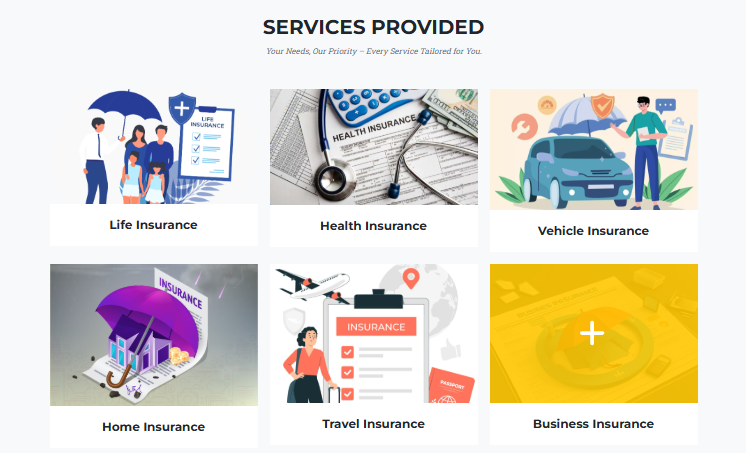 SERVICES PROVIDED
Your Needs, Our Priority – Every Service Tailored for You.
LIFE
INSURANCE
HEALTH INSURANCE
Life Insurance
Health Insurance
Vehicle Insurance
INSURANCE
INSURANCE
PASSPORT
Home Insurance
Travel Insurance
Business Insurance